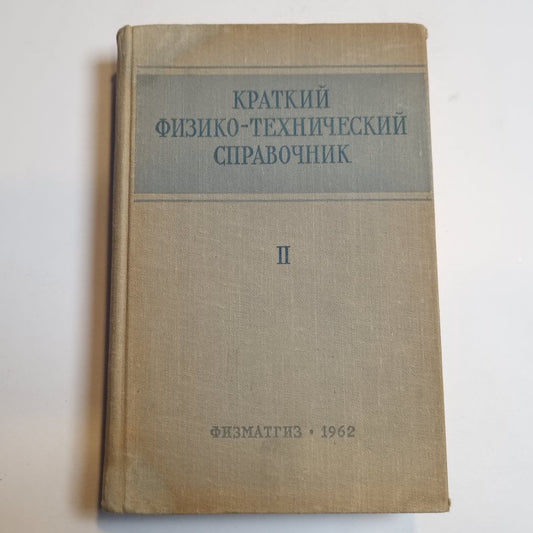 КРАТКИЙ
ФИЗИКО-ТЕХНИЧЕСКИЙ
СПРАВОЧНИК
II
ФИЗМАТГИЗ • 1962